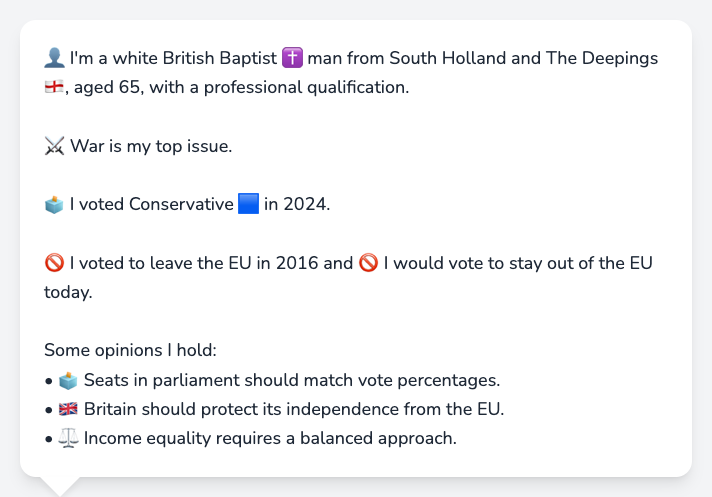 👤 I'm a white British Baptist ✝️ man from South Holland and The Deepings
🏴󠁧󠁢󠁥󠁮󠁧󠁿, aged 65, with a professional qualification.
⚔️ War is my top issue.
🗳️ I voted Conservative 🟦 in 2024.
🚫 I voted to leave the EU in 2016 and 🚫 I would vote to stay out of the EU
today.
Some opinions I hold:
• 🗳️ Seats in parliament should match vote percentages.
• 🇬🇧 Britain should protect its independence from the EU.
• ⚖️ Income equality requires a balanced approach.